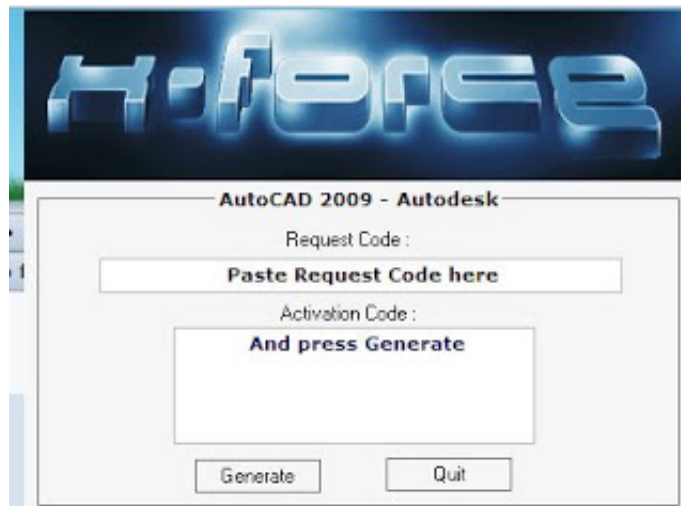 X-force
AutoCAD 2009 - Autodesk
Request Code :
Paste Request Code here
Activation Code :
And press Generate
Generate Quit